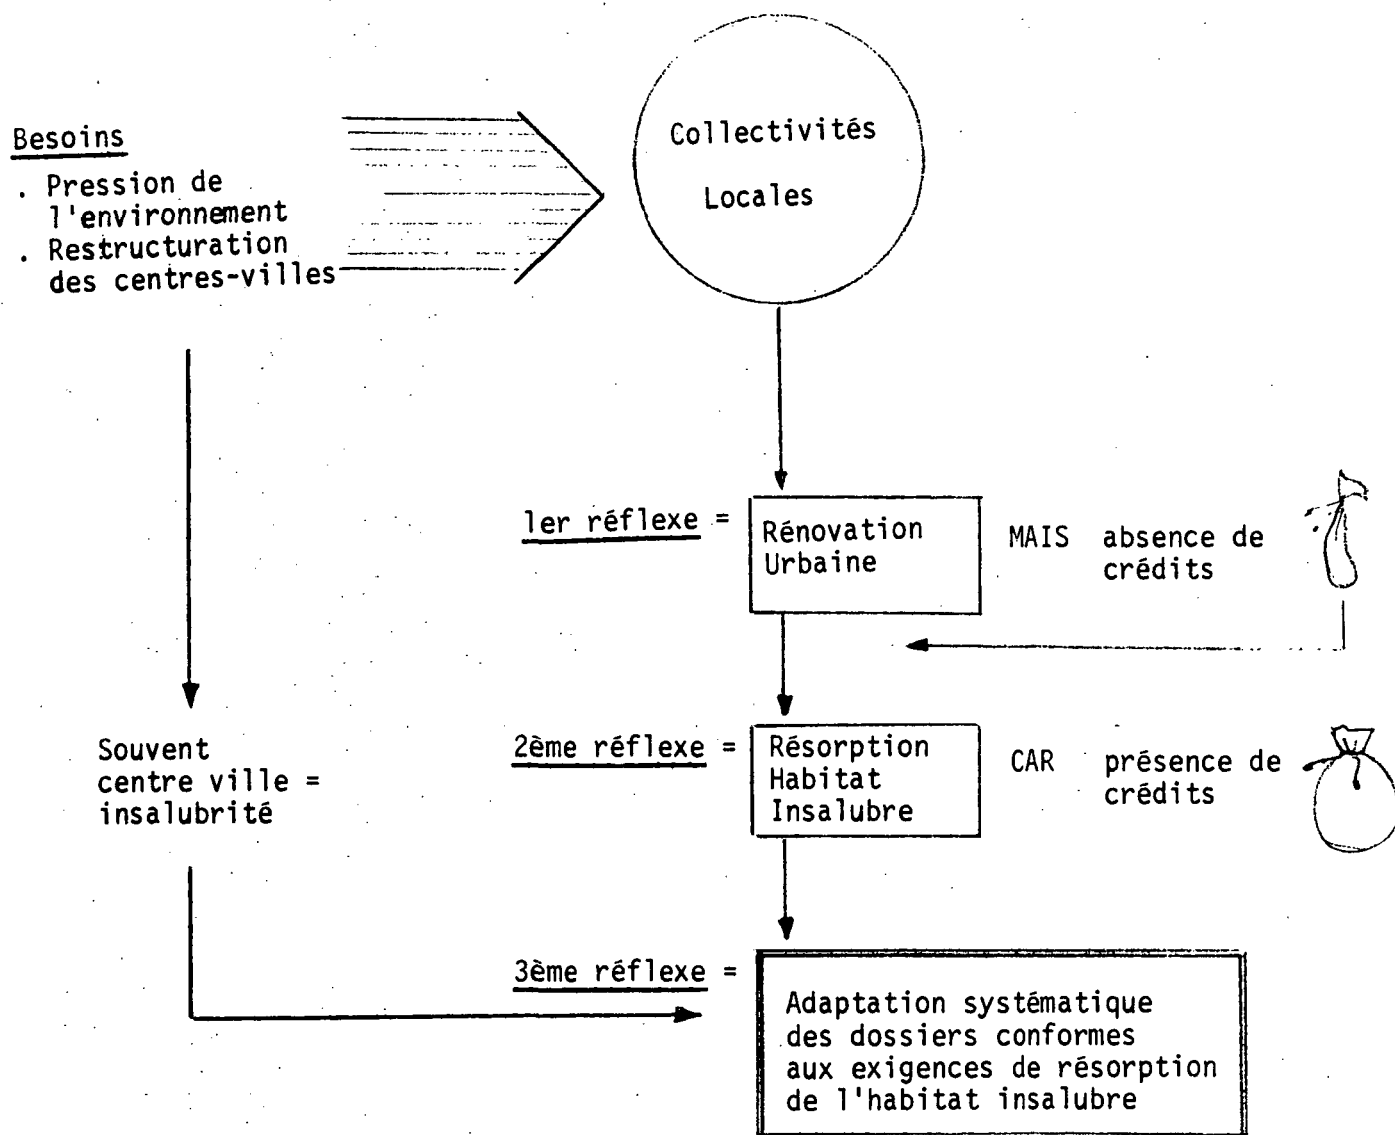 Besoins
. Pression de
l'environnement
. Restructuration
des centres-villes
Collectivités
Locales
1er réflexe =
Rénovation
Urbaine
MAIS absence de
crédits
Souvent
centre ville =
insalubrité
2ème réflexe =
Résorption
Habitat
Insalubre
CAR présence de
crédits
3ème réflexe =
Adaptation systématique
des dossiers conformes
aux exigences de résorption
de l'habitat insalubre